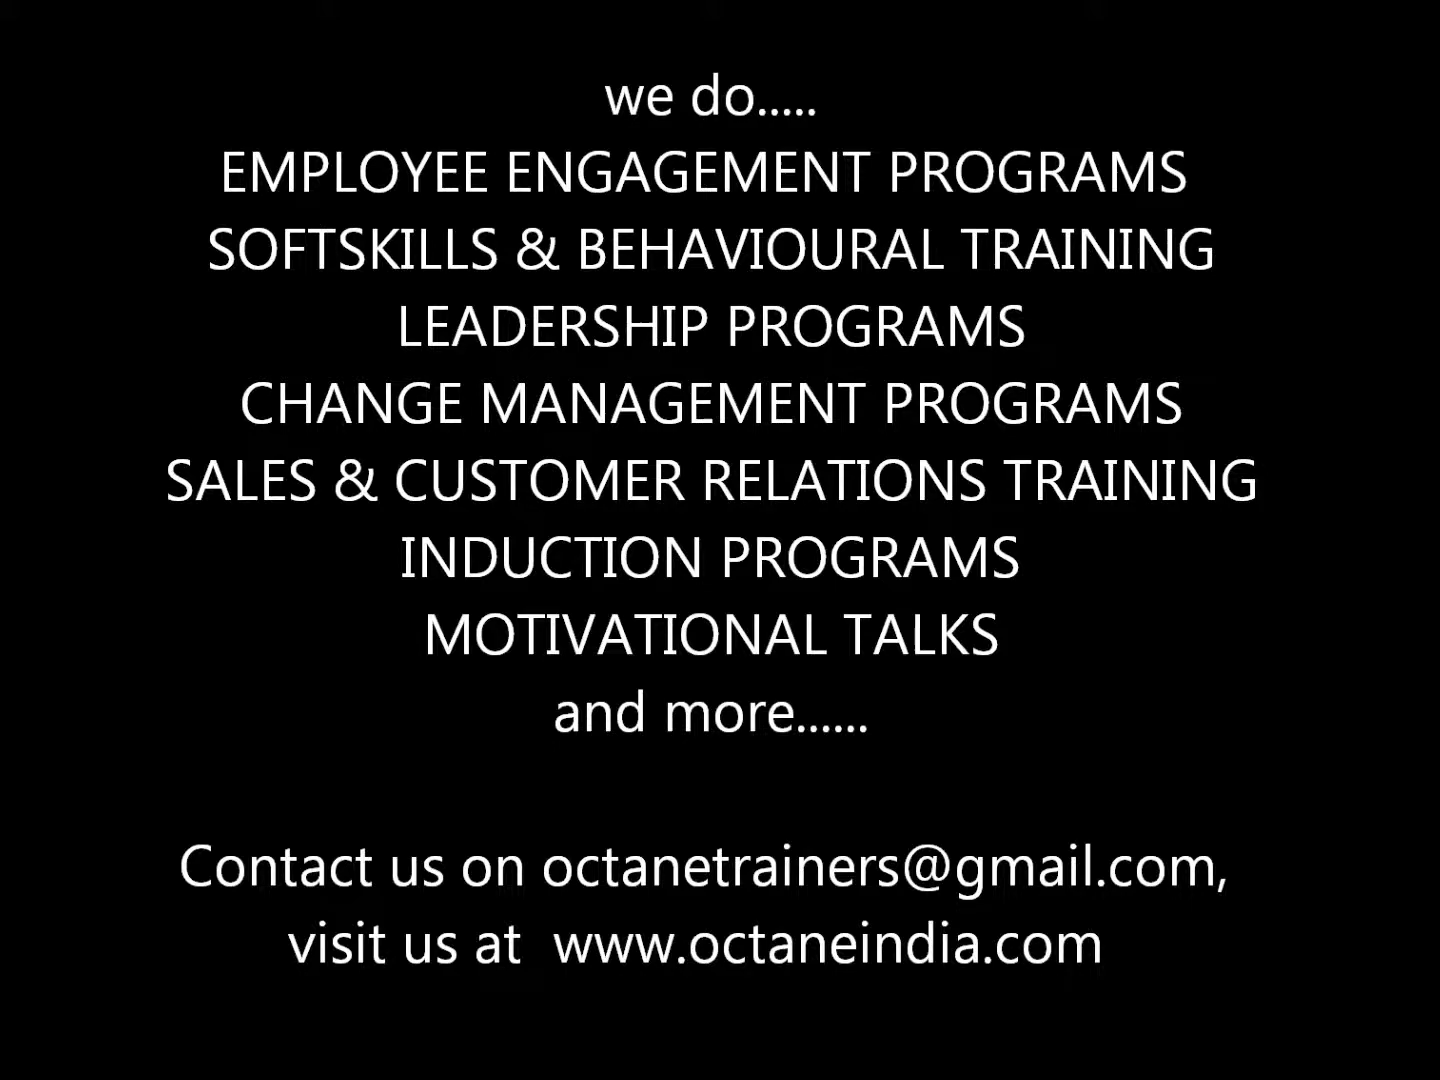 we do.....
EMPLOYEE ENGAGEMENT PROGRAMS
SOFTSKILLS & BEHAVIOURAL TRAINING
LEADERSHIP PROGRAMS
CHANGE MANAGEMENT PROGRAMS
SALES & CUSTOMER RELATIONS TRAINING
INDUCTION PROGRAMS
MOTIVATIONAL TALKS
and more......
Contact us on octanetrainers@gmail.com,
visit us at  www.octaneindia.com